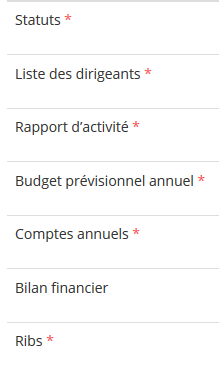 Statuts *
Liste des dirigeants *
Rapport d’activité *
Budget prévisionnel annuel *
Comptes annuels *
Bilan financier
Ribs *